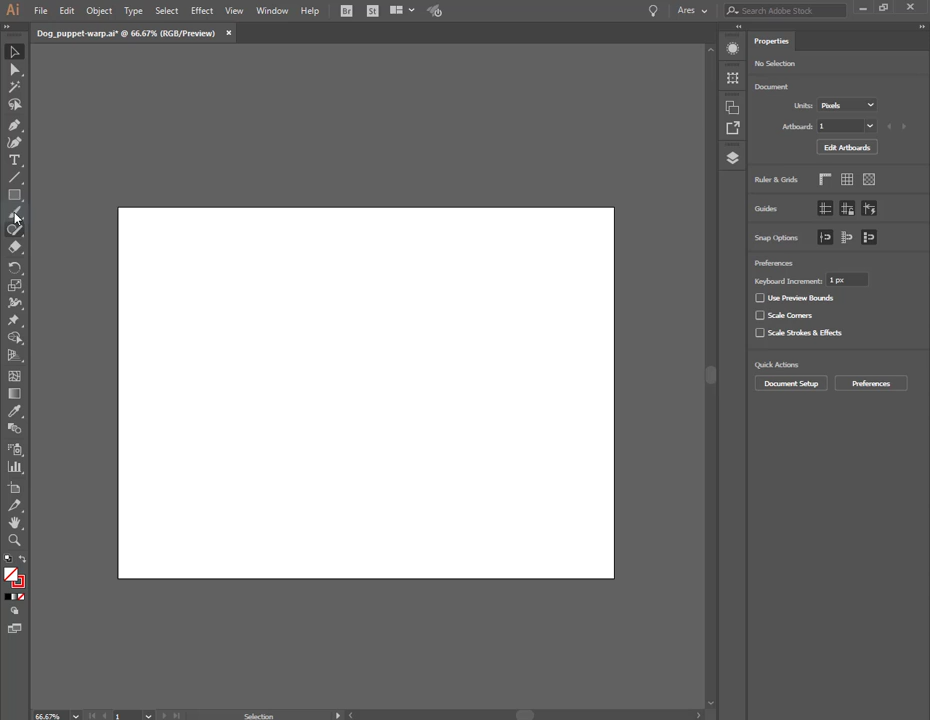 Ai File Edit Object Type Select Effect View Window Help Br St Ares Search Adobe Stock
Dog_puppet-warp.ai* @ 66.67% (RGB/Preview) ×
Properties
No Selection
Document
Units: Pixels
Artboard: 1
Edit Artboards
Ruler & Grids
Guides
Snap Options
Preferences
Keyboard Increment: 1 px
Use Preview Bounds
Scale Corners
Scale Strokes & Effects
Quick Actions
Document Setup Preferences
66.67% 1 Selection